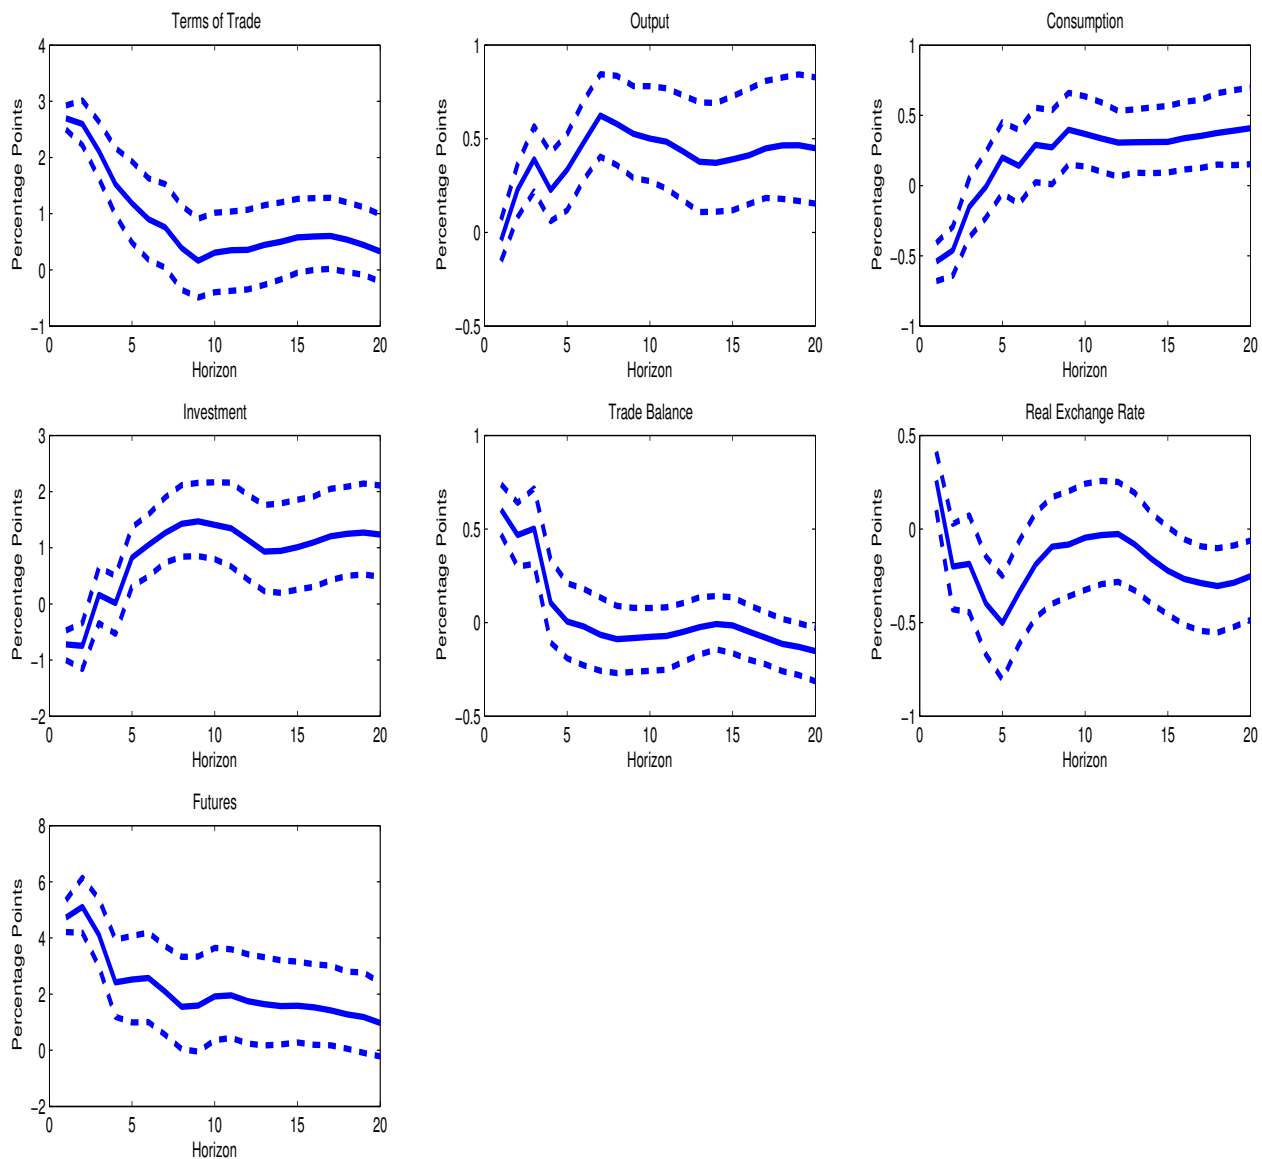 Terms of Trade
Percentage Points
4
3
2
1
0
−1
0 5 10 15 20
Horizon
Output
Percentage Points
1
0.5
0
−0.5
0 5 10 15 20
Horizon
Consumption
Percentage Points
1
0.5
0
−0.5
−1
0 5 10 15 20
Horizon
Investment
Percentage Points
3
2
1
0
−1
−2
0 5 10 15 20
Horizon
Trade Balance
Percentage Points
1
0.5
0
−0.5
0 5 10 15 20
Horizon
Real Exchange Rate
Percentage Points
0.5
0
−0.5
−1
0 5 10 15 20
Horizon
Futures
Percentage Points
8
6
4
2
0
−2
0 5 10 15 20
Horizon